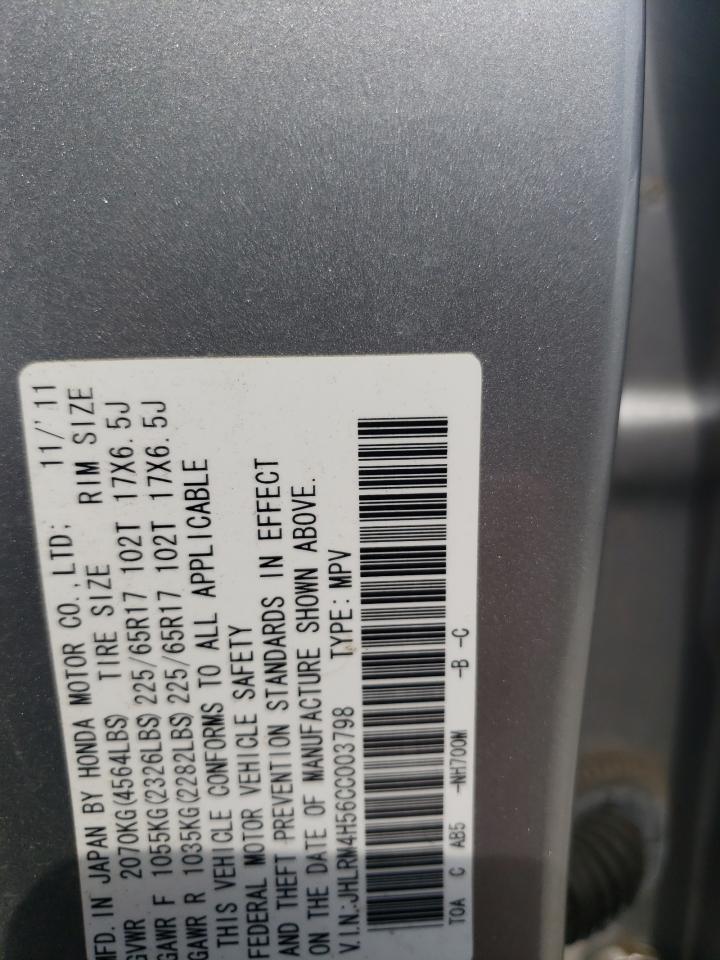 MFD. IN JAPAN BY HONDA MOTOR CO.,LTD; 11/'11
GVWR 2070KG(4564LBS) TIRE SIZE RIM SIZE
GAWR F 1055KG(2326LBS) 225/65R17 102T 17X6.5J
GAWR R 1035KG(2282LBS) 225/65R17 102T 17X6.5J
THIS VEHICLE CONFORMS TO ALL APPLICABLE
FEDERAL MOTOR VEHICLE SAFETY
AND THEFT PREVENTION STANDARDS IN EFFECT
ON THE DATE OF MANUFACTURE SHOWN ABOVE.
V.I.N:JHLRM4H56CC003798 TYPE:MPV
T0A C AB5 -NH700M -B -C